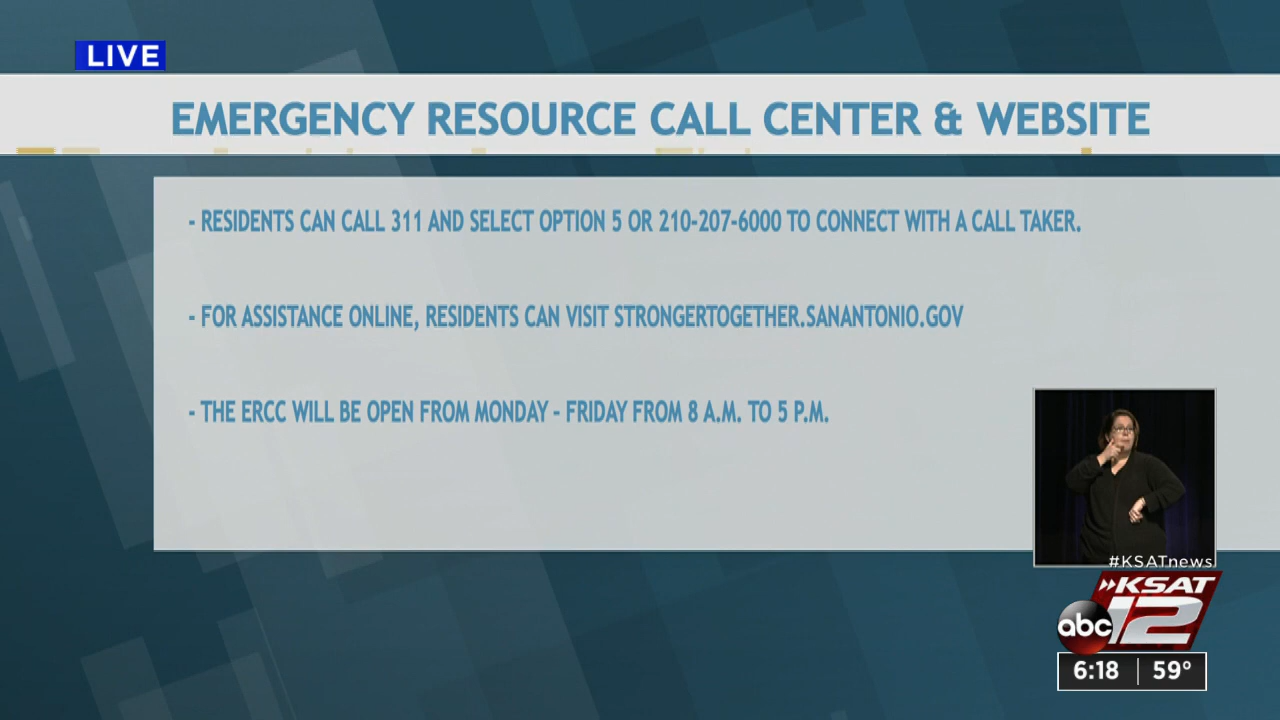 LIVE
EMERGENCY RESOURCE CALL CENTER & WEBSITE
- RESIDENTS CAN CALL 311 AND SELECT OPTION 5 OR 210-207-6000 TO CONNECT WITH A CALL TAKER.
- FOR ASSISTANCE ONLINE, RESIDENTS CAN VISIT STRONGERTOGETHER.SANANTONIO.GOV
- THE ERCC WILL BE OPEN FROM MONDAY - FRIDAY FROM 8 A.M. TO 5 P.M.
#KSATnews
KSAT
abc 12
6:18 59°